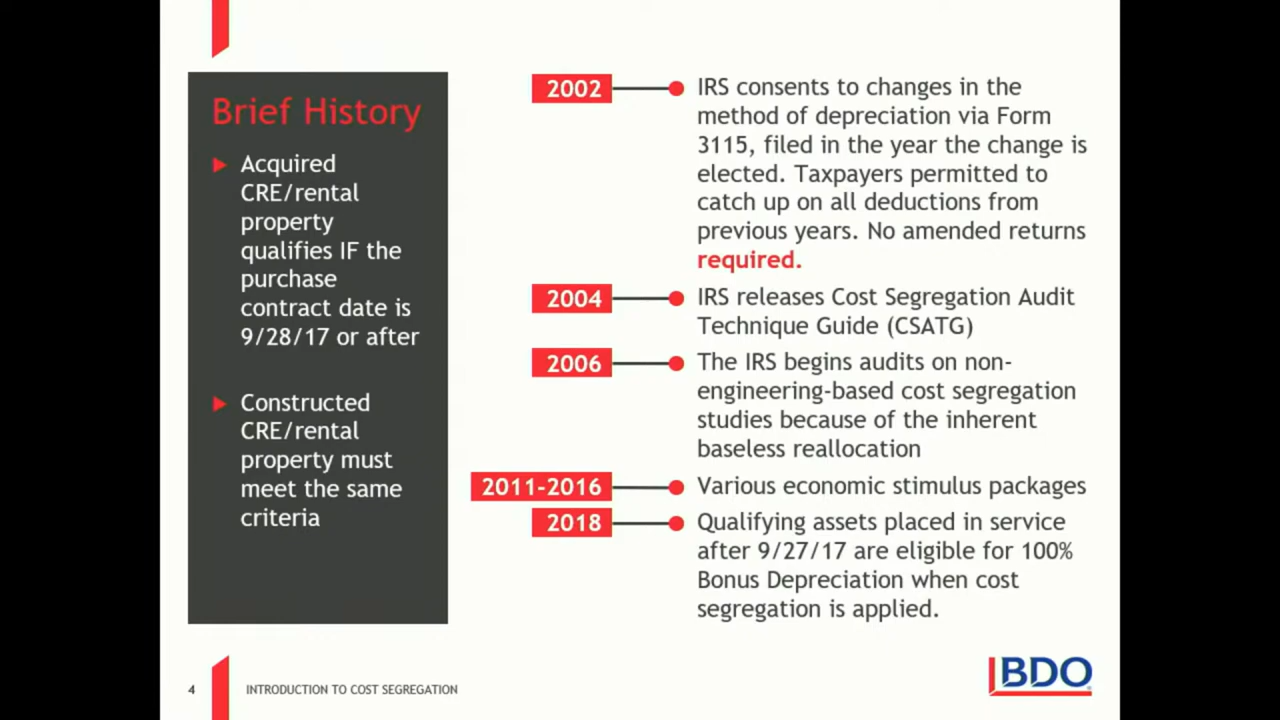 Brief History
Acquired
CRE/rental
property
qualifies IF the
purchase
contract date is
9/28/17 or after
Constructed
CRE/rental
property must
meet the same
criteria
2002
IRS consents to changes in the
method of depreciation via Form
3115, filed in the year the change is
elected. Taxpayers permitted to
catch up on all deductions from
previous years. No amended returns
required.
2004
IRS releases Cost Segregation Audit
Technique Guide (CSATG)
2006
The IRS begins audits on non-
engineering-based cost segregation
studies because of the inherent
baseless reallocation
2011-2016
Various economic stimulus packages
2018
Qualifying assets placed in service
after 9/27/17 are eligible for 100%
Bonus Depreciation when cost
segregation is applied.
4
INTRODUCTION TO COST SEGREGATION
BDO